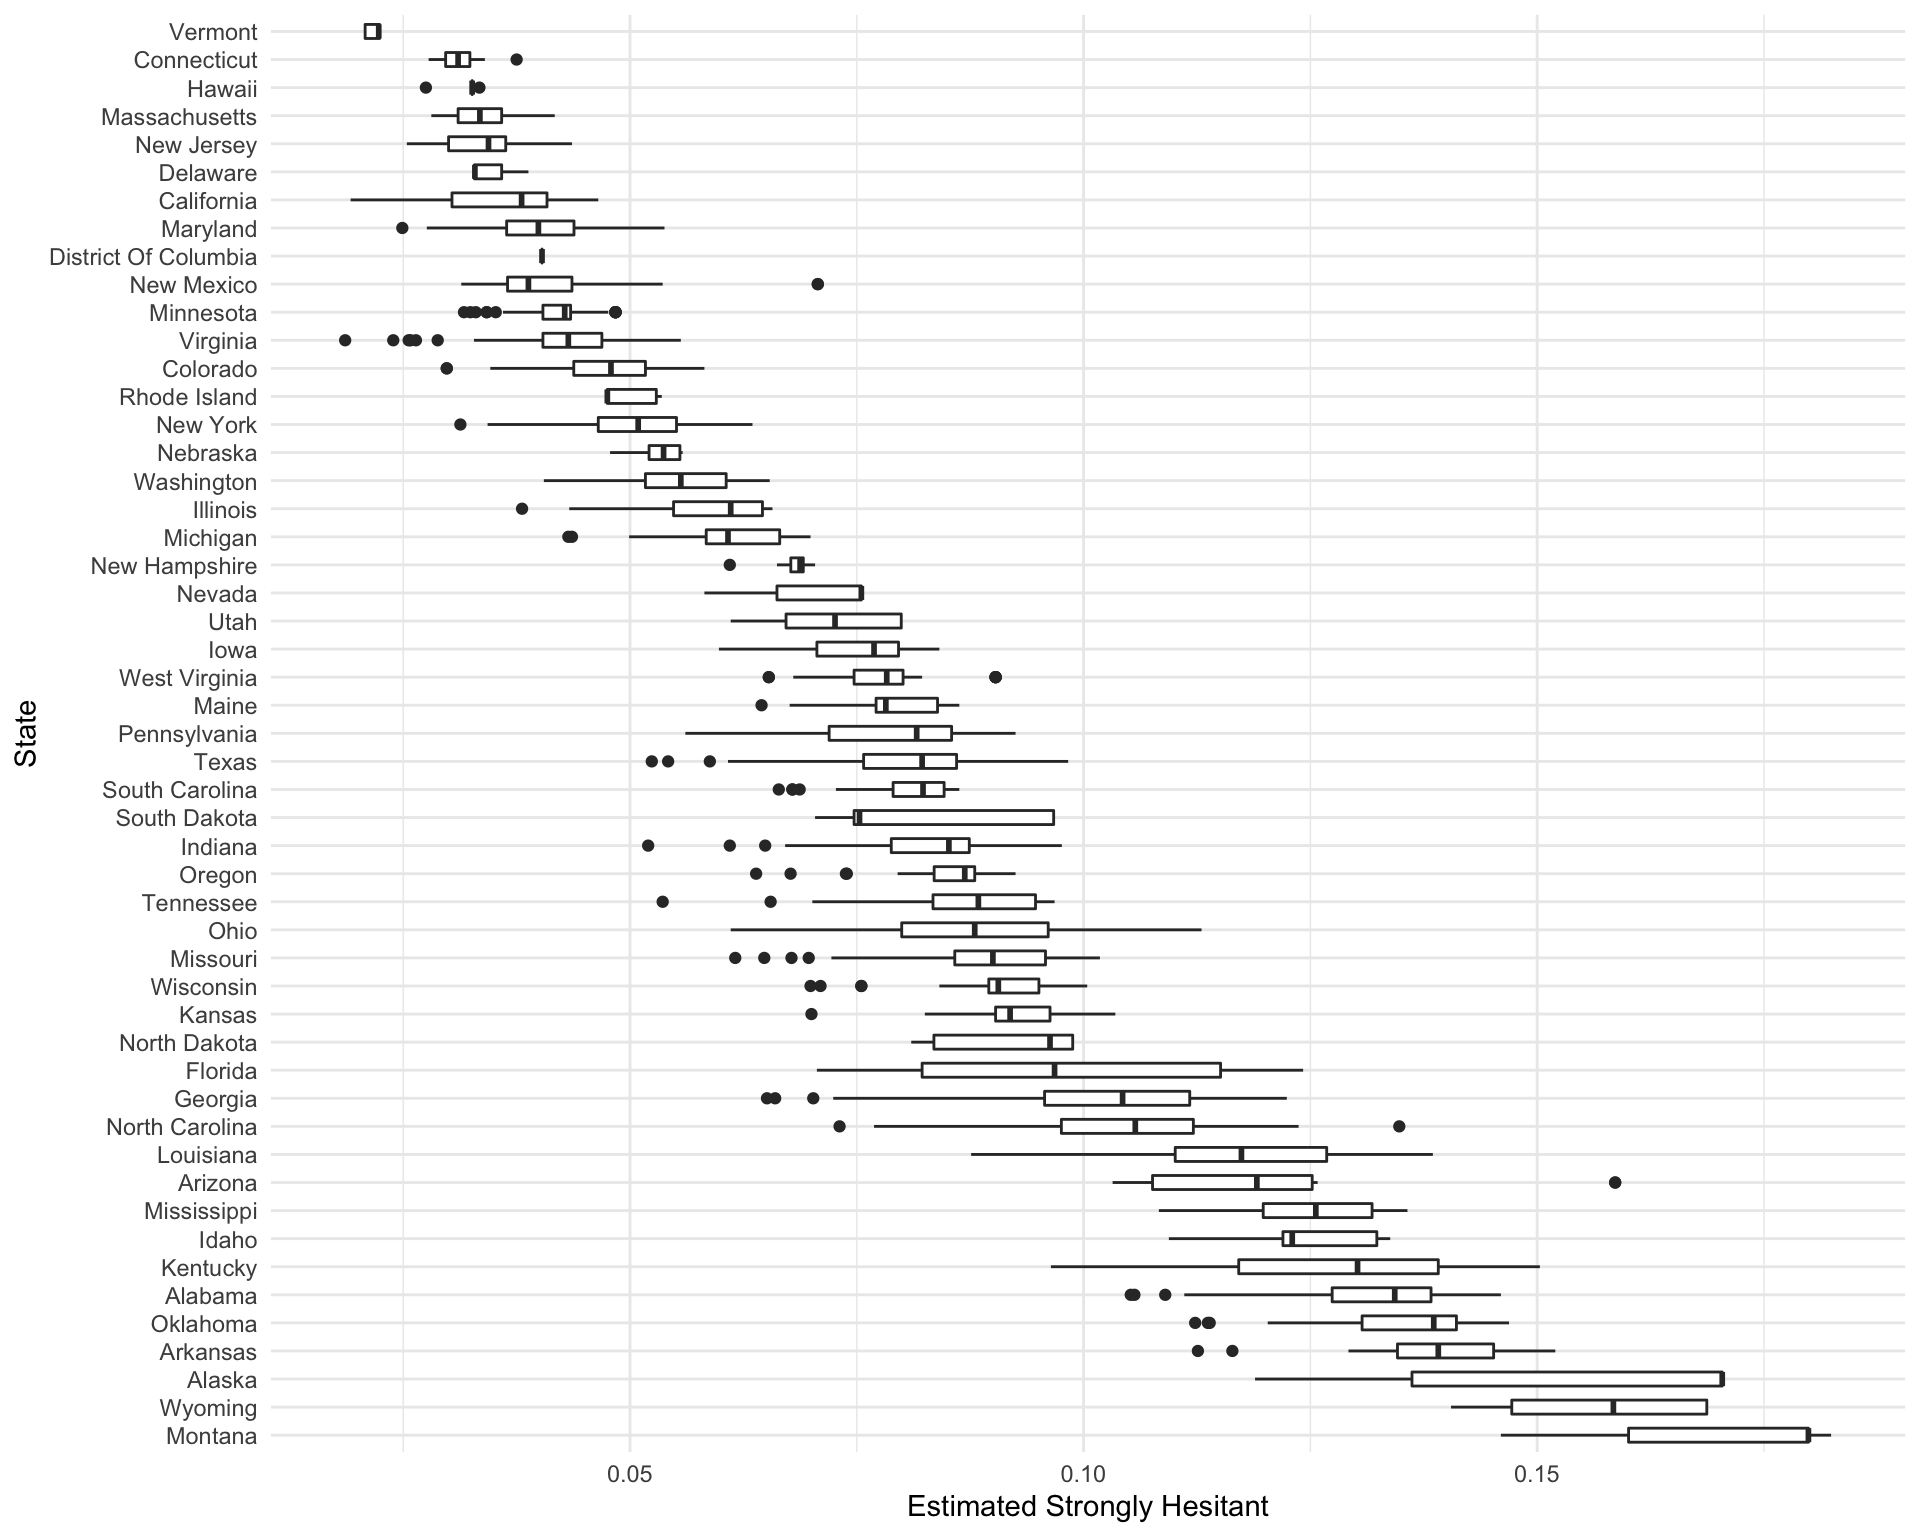 Vermont
Connecticut
Hawaii
Massachusetts
New Jersey
Delaware
California
Maryland
District Of Columbia
New Mexico
Minnesota
Virginia
Colorado
Rhode Island
New York
Nebraska
Washington
Illinois
Michigan
New Hampshire
Nevada
Utah
Iowa
West Virginia
Maine
Pennsylvania
Texas
South Carolina
South Dakota
Indiana
Oregon
Tennessee
Ohio
Missouri
Wisconsin
Kansas
North Dakota
Florida
Georgia
North Carolina
Louisiana
Arizona
Mississippi
Idaho
Kentucky
Alabama
Oklahoma
Arkansas
Alaska
Wyoming
Montana
State
0.05 0.10 0.15
Estimated Strongly Hesitant